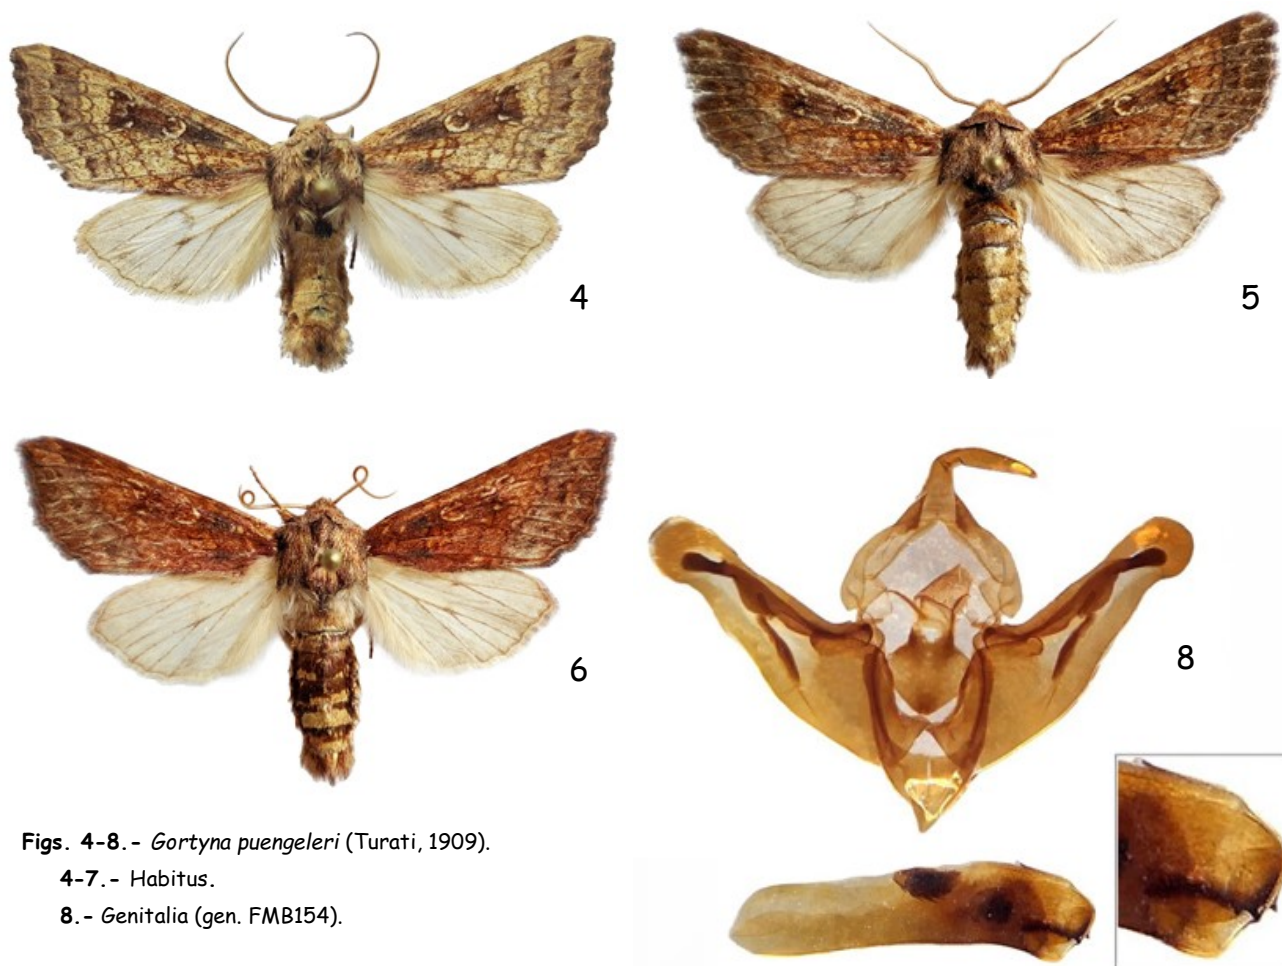 4
5
6
8
Figs. 4-8.- Gortyna puengeleri (Turati, 1909).
4-7.- Habitus.
8.- Genitalia (gen. FMB154).